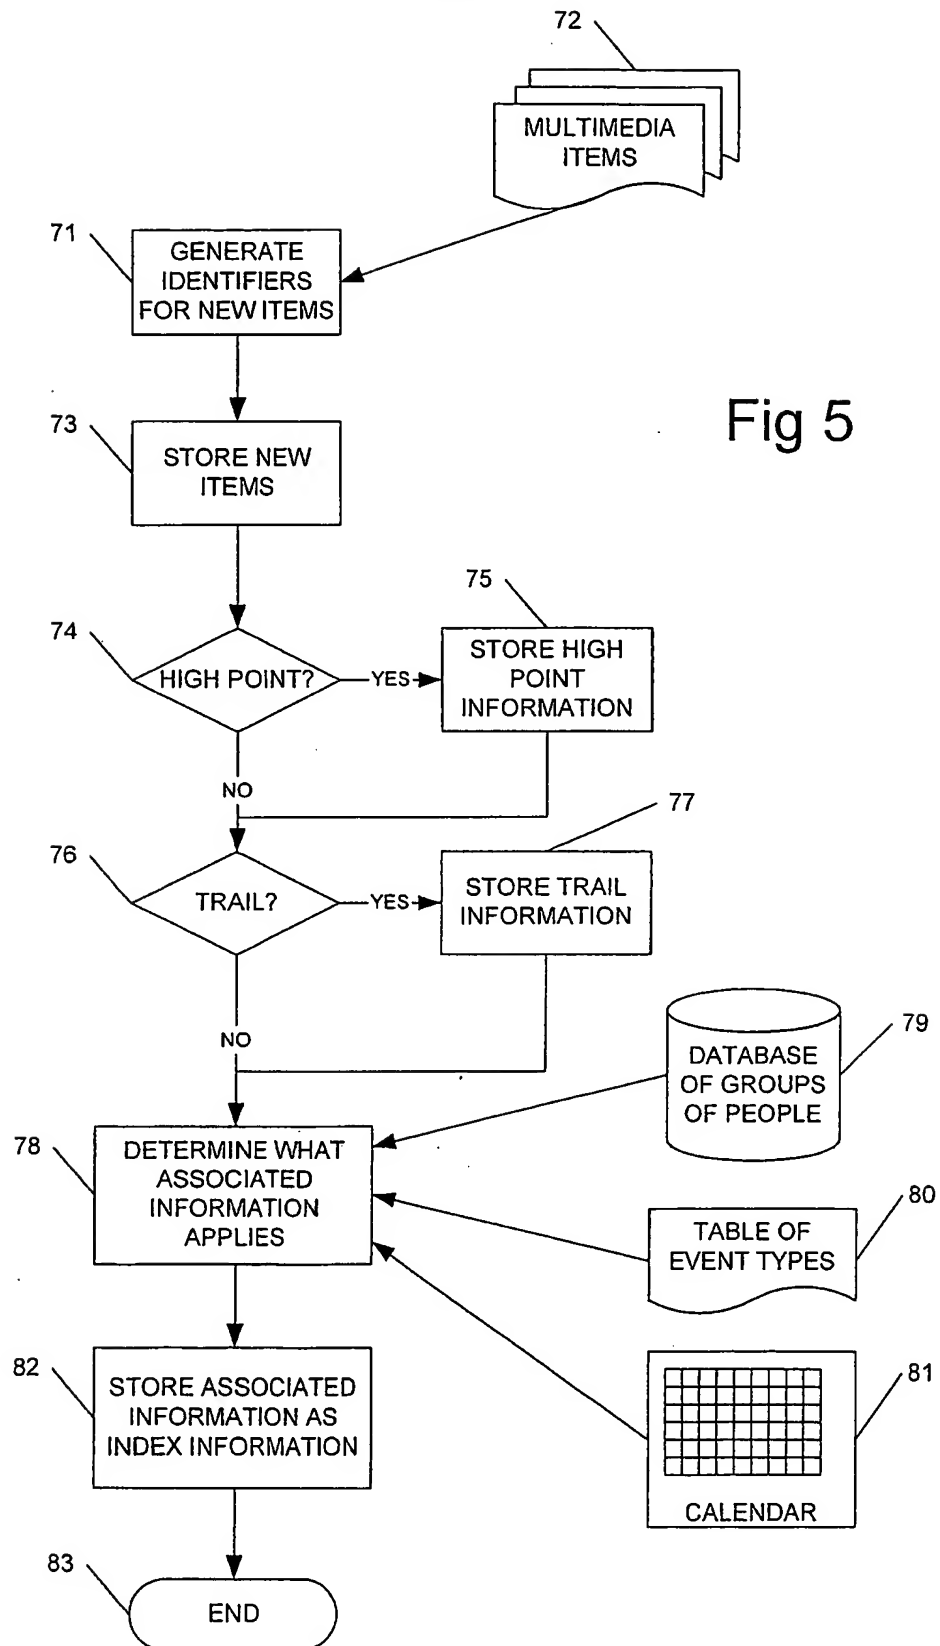 72
MULTIMEDIA
ITEMS
71
GENERATE
IDENTIFIERS
FOR NEW ITEMS
73
STORE NEW
ITEMS
Fig 5
74
HIGH POINT?
YES
75
STORE HIGH
POINT
INFORMATION
NO
76
TRAIL?
YES
77
STORE TRAIL
INFORMATION
NO
78
DETERMINE WHAT
ASSOCIATED
INFORMATION
APPLIES
79
DATABASE
OF GROUPS
OF PEOPLE
80
TABLE OF
EVENT TYPES
81
CALENDAR
82
STORE ASSOCIATED
INFORMATION AS
INDEX INFORMATION
83
END